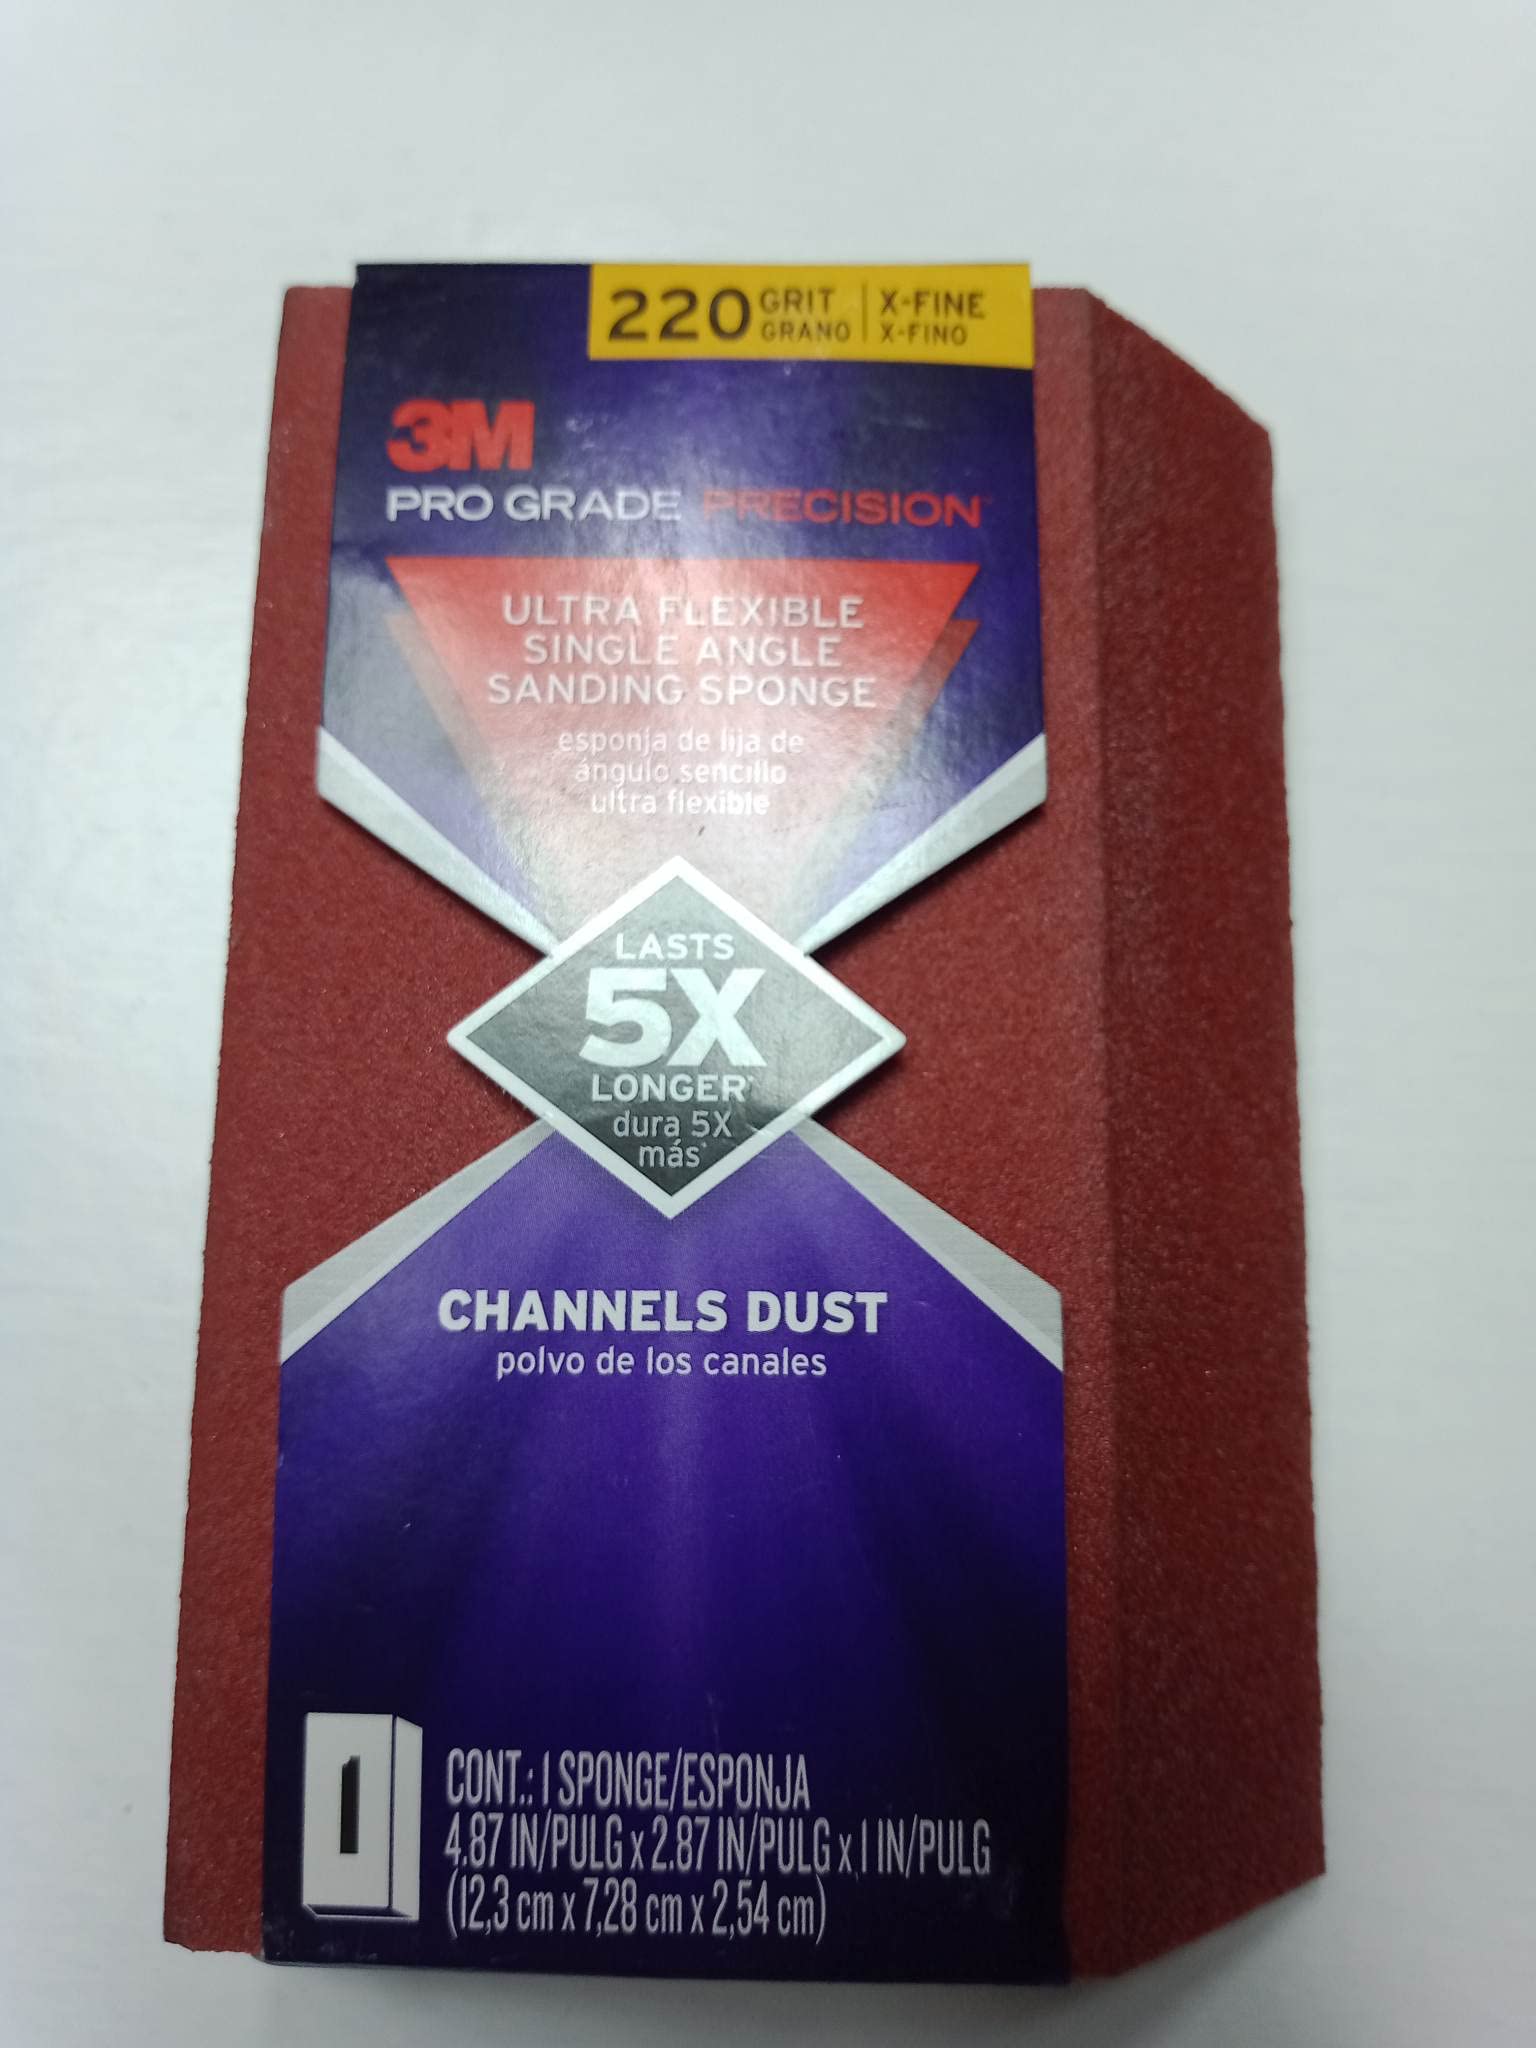 220 GRIT GRANO X-FINE X-FINO
3M
PRO GRADE PRECISION™
ULTRA FLEXIBLE
SINGLE ANGLE
SANDING SPONGE
esponja de lija de
ángulo sencillo
ultra flexible
LASTS
5X
LONGER*
dura 5X
más*
CHANNELS DUST
polvo de los canales
1
CONT.: 1 SPONGE/ESPONJA
4.87 IN/PULG x 2.87 IN/PULG x 1 IN/PULG
(12,3 cm x 7,28 cm x 2,54 cm)